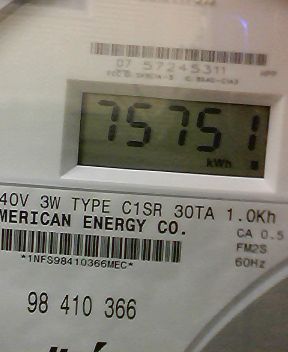 07 57245311
75751
kWh
40V 3W TYPE C1SR 30TA 1.0Kh
MERICAN ENERGY CO.
CA 0.5
FM2S
*1NFS98410366MEC*
60Hz
98 410 366